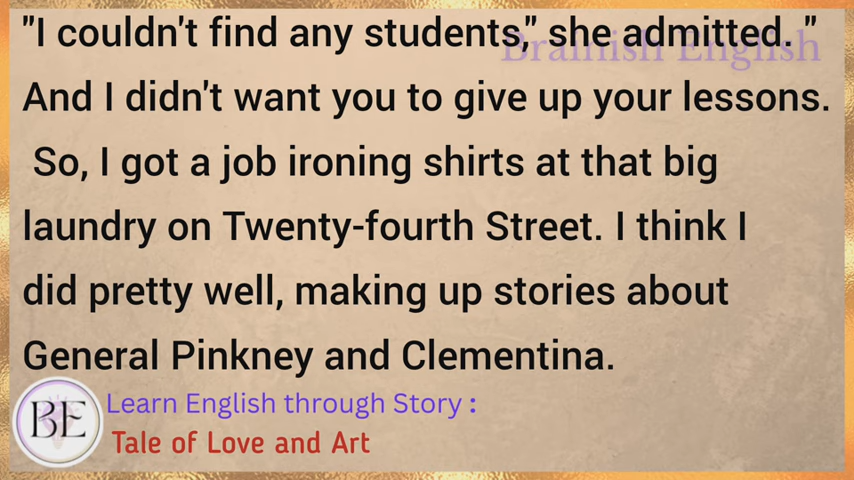 "I couldn't find any students," she admitted. "
Brainish English
And I didn't want you to give up your lessons.
So, I got a job ironing shirts at that big
laundry on Twenty-fourth Street. I think I
did pretty well, making up stories about
General Pinkney and Clementina.
BE
Learn English through Story :
Tale of Love and Art